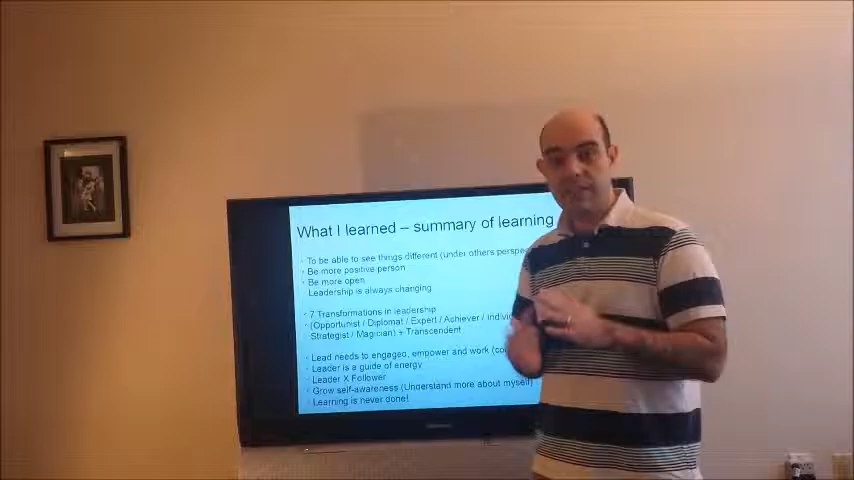 What I learned – summary of learning
· To be able to see things different (under others perspe
· Be more positive person
· Be more open
Leadership is always changing
· 7 Transformations in leadership
· (Opportunist / Diplomat / Expert / Achiever / Indivi
Strategist / Magician) + Transcendent
· Lead needs to engaged, empower and work (co
· Leader is a guide of energy
· Leader X Follower
· Grow self-awareness (Understand more about myself)
· Learning is never done!